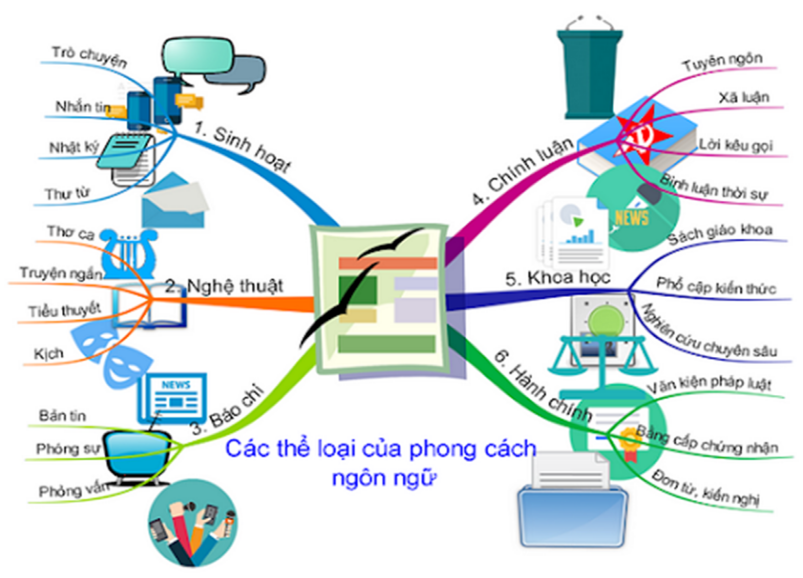 Trò chuyện
Nhắn tin
Nhật ký
Thư từ
1. Sinh hoạt
Thơ ca
Truyện ngắn
Tiểu thuyết
Kịch
2. Nghệ thuật
NEWS
Bản tin
Phóng sự
Phỏng vấn
3. Báo chí
Các thể loại của phong cách
ngôn ngữ
Tuyên ngôn
Xã luận
Lời kêu gọi
Bình luận thời sự
4. Chính luận
NEWS
Sách giáo khoa
Phổ cập kiến thức
Nghiên cứu chuyên sâu
5. Khoa học
Văn kiện pháp luật
Bằng cấp chứng nhận
Đơn từ, kiến nghị
6. Hành chính